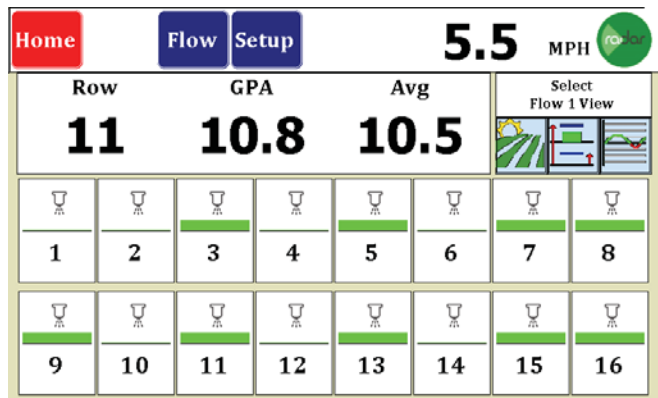 Home Flow Setup 5.5 MPH radar
Row GPA Avg
11 10.8 10.5
Select
Flow 1 View
1 2 3 4 5 6 7 8
9 10 11 12 13 14 15 16